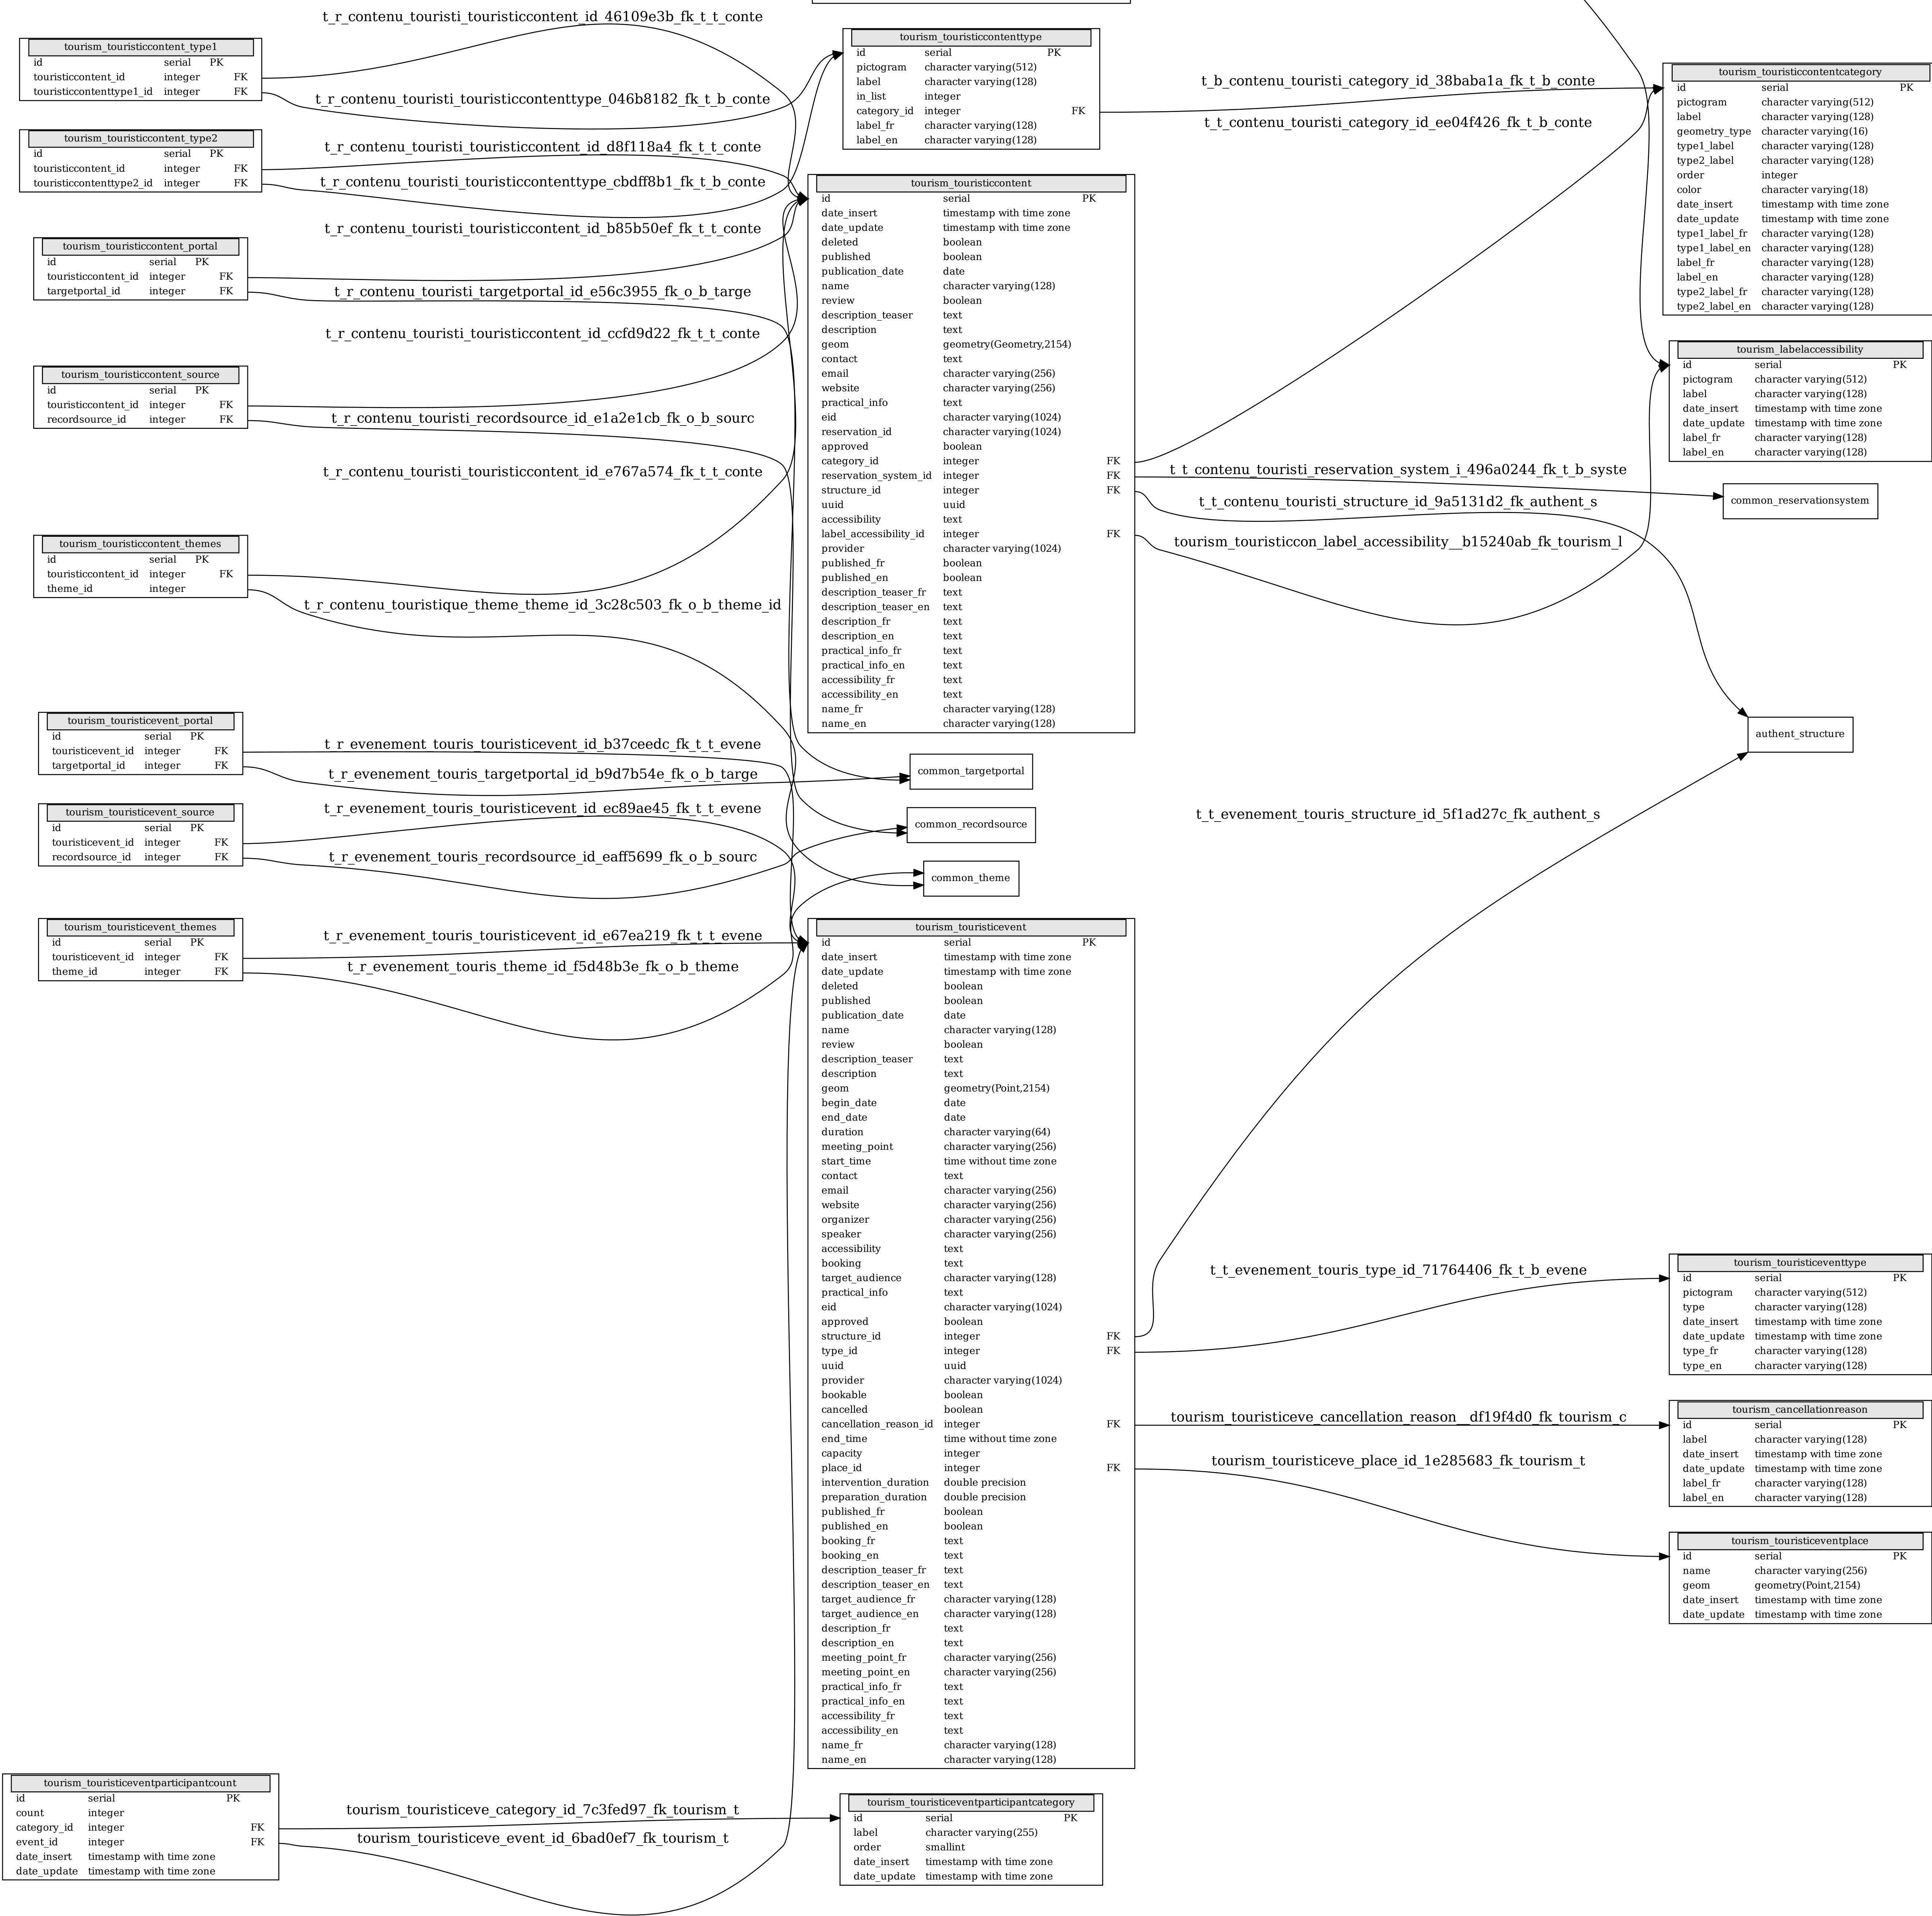 t_r_contenu_touristi_touristiccontent_id_46109e3b_fk_t_t_conte
tourism_touristiccontent_type1
id serial PK
touristiccontent_id integer FK
touristiccontenttype1_id integer FK
t_r_contenu_touristi_touristiccontenttype_046b8182_fk_t_b_conte
tourism_touristiccontent_type2
id serial PK
touristiccontent_id integer FK
touristiccontenttype2_id integer FK
t_r_contenu_touristi_touristiccontent_id_d8f118a4_fk_t_t_conte
t_r_contenu_touristi_touristiccontenttype_cbdff8b1_fk_t_b_conte
t_r_contenu_touristi_touristiccontent_id_b85b50ef_fk_t_t_conte
tourism_touristiccontent_portal
id serial PK
touristiccontent_id integer FK
targetportal_id integer FK
t_r_contenu_touristi_targetportal_id_e56c3955_fk_o_b_targe
t_r_contenu_touristi_touristiccontent_id_ccfd9d22_fk_t_t_conte
tourism_touristiccontent_source
id serial PK
touristiccontent_id integer FK
recordsource_id integer FK
t_r_contenu_touristi_recordsource_id_e1a2e1cb_fk_o_b_sourc
t_r_contenu_touristi_touristiccontent_id_e767a574_fk_t_t_conte
tourism_touristiccontent_themes
id serial PK
touristiccontent_id integer FK
theme_id integer
t_r_contenu_touristique_theme_theme_id_3c28c503_fk_o_b_theme_id
tourism_touristicevent_portal
id serial PK
touristicevent_id integer FK
targetportal_id integer FK
t_r_evenement_touris_touristicevent_id_b37ceedc_fk_t_t_evene
t_r_evenement_touris_targetportal_id_b9d7b54e_fk_o_b_targe
tourism_touristicevent_source
id serial PK
touristicevent_id integer FK
recordsource_id integer FK
t_r_evenement_touris_touristicevent_id_ec89ae45_fk_t_t_evene
t_r_evenement_touris_recordsource_id_eaff5699_fk_o_b_sourc
tourism_touristicevent_themes
id serial PK
touristicevent_id integer FK
theme_id integer FK
t_r_evenement_touris_touristicevent_id_e67ea219_fk_t_t_evene
t_r_evenement_touris_theme_id_f5d48b3e_fk_o_b_theme
tourism_touristiceventparticipantcount
id serial PK
count integer
category_id integer FK
event_id integer FK
date_insert timestamp with time zone
date_update timestamp with time zone
tourism_touristiceve_category_id_7c3fed97_fk_tourism_t
tourism_touristiceve_event_id_6bad0ef7_fk_tourism_t
tourism_touristiccontenttype
id serial PK
pictogram character varying(512)
label character varying(128)
in_list integer
category_id integer FK
label_fr character varying(128)
label_en character varying(128)
tourism_touristiccontent
id serial PK
date_insert timestamp with time zone
date_update timestamp with time zone
deleted boolean
published boolean
publication_date date
name character varying(128)
review boolean
description_teaser text
description text
geom geometry(Geometry,2154)
contact text
email character varying(256)
website character varying(256)
practical_info text
eid character varying(1024)
reservation_id character varying(1024)
approved boolean
category_id integer FK
reservation_system_id integer FK
structure_id integer FK
uuid uuid
accessibility text
label_accessibility_id integer FK
provider character varying(1024)
published_fr boolean
published_en boolean
description_teaser_fr text
description_teaser_en text
description_fr text
description_en text
practical_info_fr text
practical_info_en text
accessibility_fr text
accessibility_en text
name_fr character varying(128)
name_en character varying(128)
common_targetportal
common_recordsource
common_theme
tourism_touristicevent
id serial PK
date_insert timestamp with time zone
date_update timestamp with time zone
deleted boolean
published boolean
publication_date date
name character varying(128)
review boolean
description_teaser text
description text
geom geometry(Point,2154)
begin_date date
end_date date
duration character varying(64)
meeting_point character varying(256)
start_time time without time zone
contact text
email character varying(256)
website character varying(256)
organizer character varying(256)
speaker character varying(256)
accessibility text
booking text
target_audience character varying(128)
practical_info text
eid character varying(1024)
approved boolean
structure_id integer FK
type_id integer FK
uuid uuid
provider character varying(1024)
bookable boolean
cancelled boolean
cancellation_reason_id integer FK
end_time time without time zone
capacity integer
place_id integer FK
intervention_duration double precision
preparation_duration double precision
published_fr boolean
published_en boolean
booking_fr text
booking_en text
description_teaser_fr text
description_teaser_en text
target_audience_fr character varying(128)
target_audience_en character varying(128)
description_fr text
description_en text
meeting_point_fr character varying(256)
meeting_point_en character varying(256)
practical_info_fr text
practical_info_en text
accessibility_fr text
accessibility_en text
name_fr character varying(128)
name_en character varying(128)
tourism_touristiceventparticipantcategory
id serial PK
label character varying(255)
order smallint
date_insert timestamp with time zone
date_update timestamp with time zone
t_b_contenu_touristi_category_id_38baba1a_fk_t_b_conte
t_t_contenu_touristi_category_id_ee04f426_fk_t_b_conte
t_t_contenu_touristi_reservation_system_i_496a0244_fk_t_b_syste
t_t_contenu_touristi_structure_id_9a5131d2_fk_authent_s
tourism_touristiccon_label_accessibility__b15240ab_fk_tourism_l
t_t_evenement_touris_structure_id_5f1ad27c_fk_authent_s
t_t_evenement_touris_type_id_71764406_fk_t_b_evene
tourism_touristiceve_cancellation_reason__df19f4d0_fk_tourism_c
tourism_touristiceve_place_id_1e285683_fk_tourism_t
tourism_touristiccontentcategory
id serial PK
pictogram character varying(512)
label character varying(128)
geometry_type character varying(16)
type1_label character varying(128)
type2_label character varying(128)
order integer
color character varying(18)
date_insert timestamp with time zone
date_update timestamp with time zone
type1_label_fr character varying(128)
type1_label_en character varying(128)
label_fr character varying(128)
label_en character varying(128)
type2_label_fr character varying(128)
type2_label_en character varying(128)
tourism_labelaccessibility
id serial PK
pictogram character varying(512)
label character varying(128)
date_insert timestamp with time zone
date_update timestamp with time zone
label_fr character varying(128)
label_en character varying(128)
common_reservationsystem
authent_structure
tourism_touristiceventtype
id serial PK
pictogram character varying(512)
type character varying(128)
date_insert timestamp with time zone
date_update timestamp with time zone
type_fr character varying(128)
type_en character varying(128)
tourism_cancellationreason
id serial PK
label character varying(128)
date_insert timestamp with time zone
date_update timestamp with time zone
label_fr character varying(128)
label_en character varying(128)
tourism_touristiceventplace
id serial PK
name character varying(256)
geom geometry(Point,2154)
date_insert timestamp with time zone
date_update timestamp with time zone